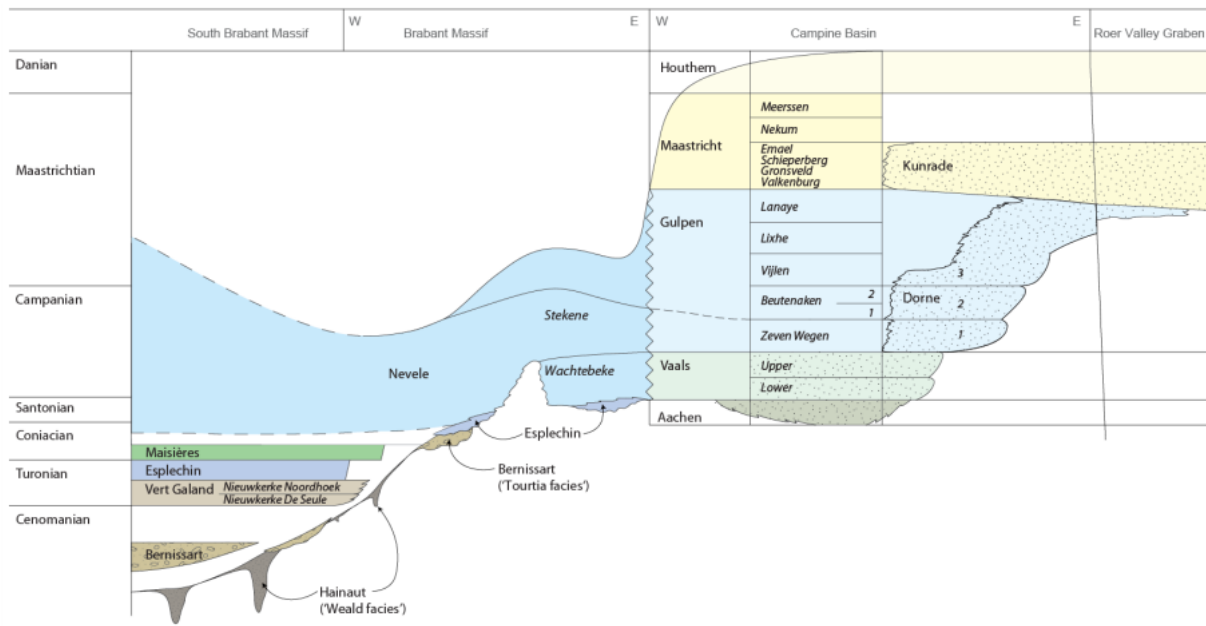 W E W E
South Brabant Massif Brabant Massif Campine Basin Roer Valley Graben
Danian
Houthem
Meerssen
Nekum
Maastricht
Emael
Schieperberg
Gronsveld
Valkenburg
Kunrade
Maastrichtian
Lanaye
Gulpen
Lixhe
Vijlen
3
Campanian
Beutenaken 2
1
Dorne 2
Stekene
Zeven Wegen
1
Nevele
Wachtebeke
Vaals
Upper
Lower
Santonian
Aachen
Coniacian
Esplechin
Maisières
Turonian
Esplechin
Bernissart
('Tourtia facies')
Vert Galand
Nieuwkerke Noordhoek
Nieuwkerke De Seule
Cenomanian
Bernissart
Hainaut
('Weald facies')